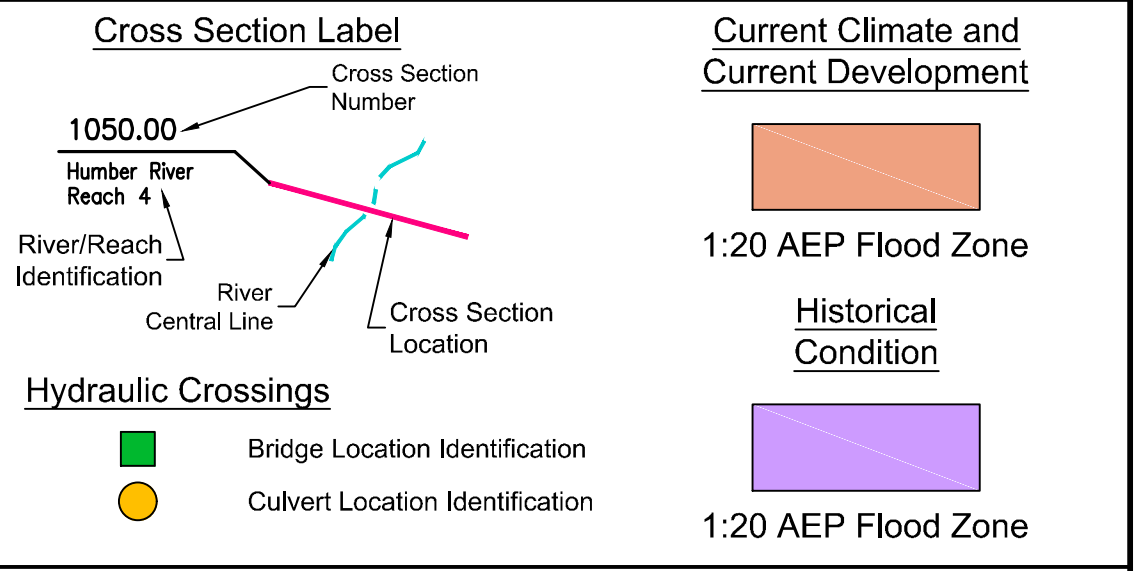 Cross Section Label
Cross Section
Number
1050.00
Humber River
Reach 4
River/Reach
Identification
River
Central Line
Cross Section
Location
Hydraulic Crossings
Bridge Location Identification
Culvert Location Identification
Current Climate and
Current Development
1:20 AEP Flood Zone
Historical
Condition
1:20 AEP Flood Zone